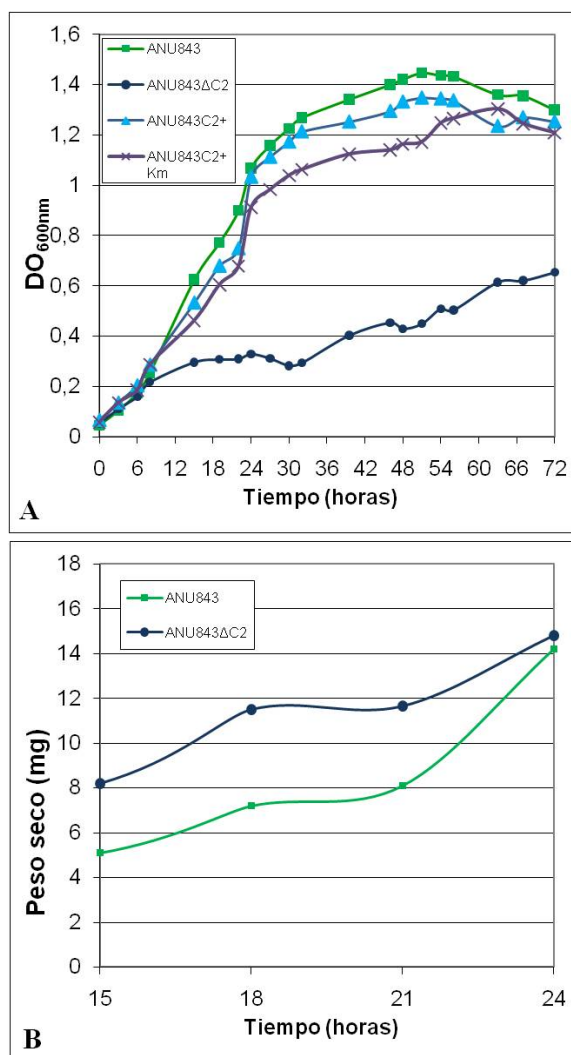 1,6
1,4
1,2
1
0,8
0,6
0,4
0,2
0
DO600nm
ANU843
ANU843ΔC2
ANU843C2+
ANU843C2+
Km
0 6 12 18 24 30 36 42 48 54 60 66 72
Tiempo (horas)
A
18
16
14
12
10
8
6
4
2
0
Peso seco (mg)
ANU843
ANU843ΔC2
15 18 21 24
Tiempo (horas)
B